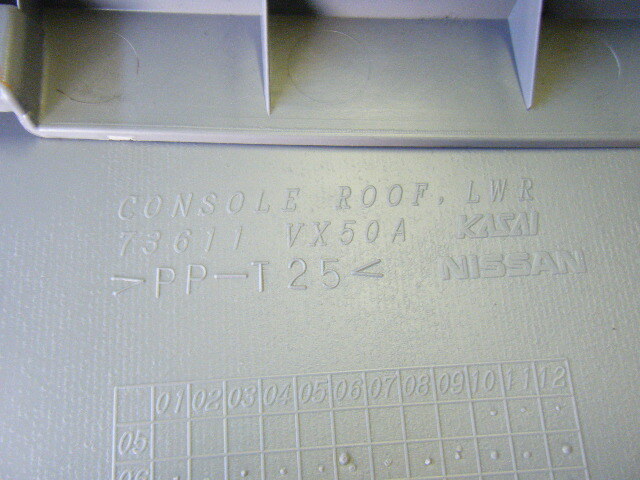 CONSOLE ROOF, LWR
73611 VX50A KASAI
>PP-T25< NISSAN
01 02 03 04 05 06 07 08 09 10 11 12
05
06